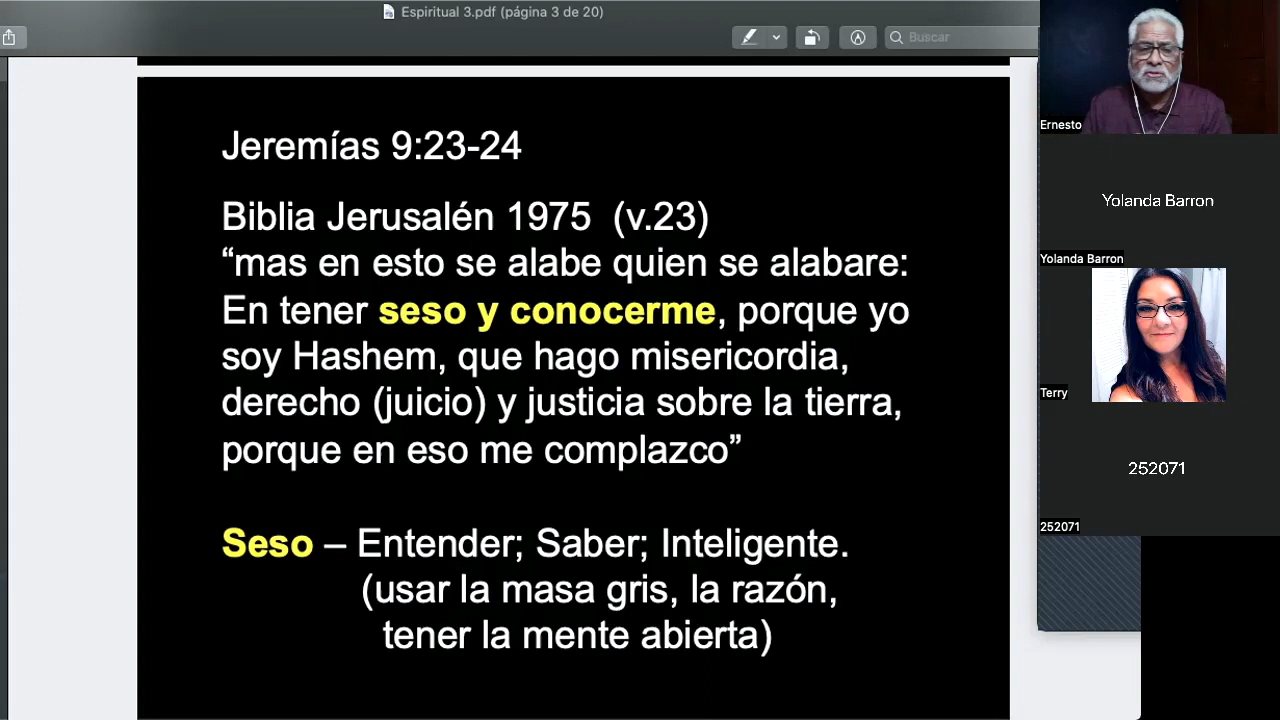 Espiritual 3.pdf (página 3 de 20)
Buscar
Jeremías 9:23-24
Biblia Jerusalén 1975 (v.23)
“mas en esto se alabe quien se alabare:
En tener seso y conocerme, porque yo
soy Hashem, que hago misericordia,
derecho (juicio) y justicia sobre la tierra,
porque en eso me complazco”
Seso – Entender; Saber; Inteligente.
(usar la masa gris, la razón,
tener la mente abierta)
Ernesto
Yolanda Barron
Yolanda Barron
Terry
252071
252071